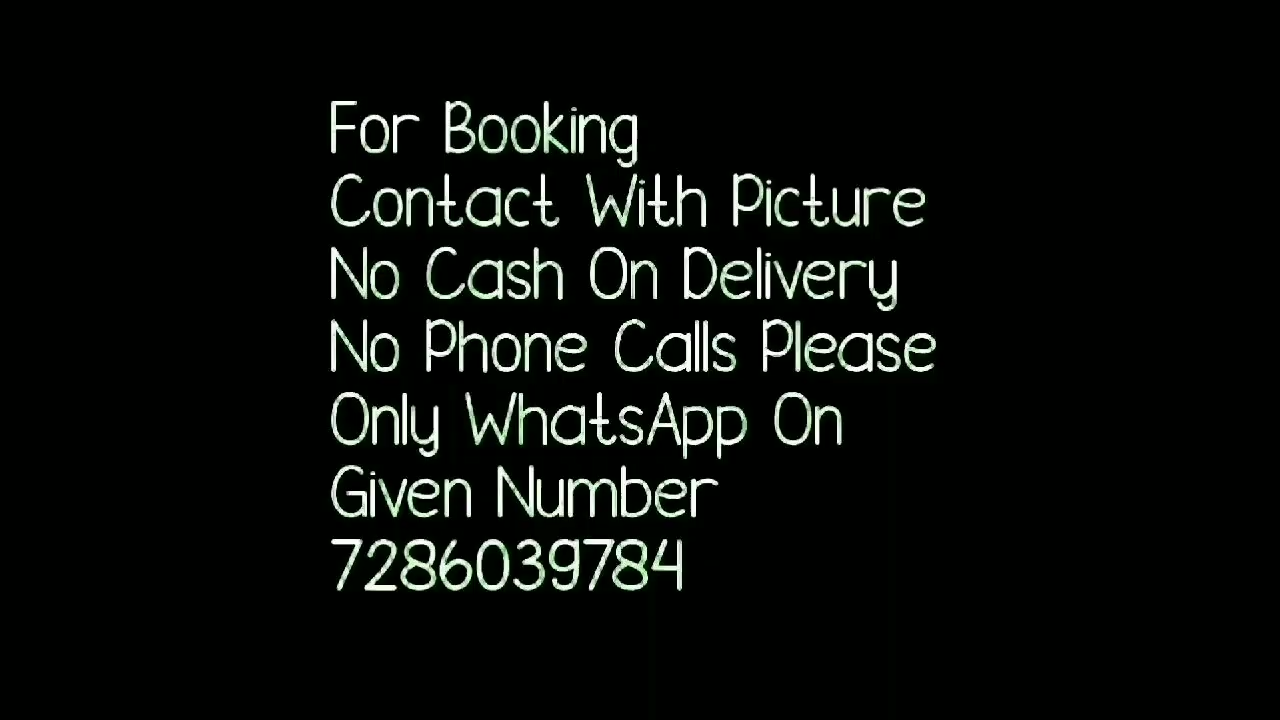 For Booking
Contact With Picture
No Cash On Delivery
No Phone Calls Please
Only WhatsApp On
Given Number
7286039784